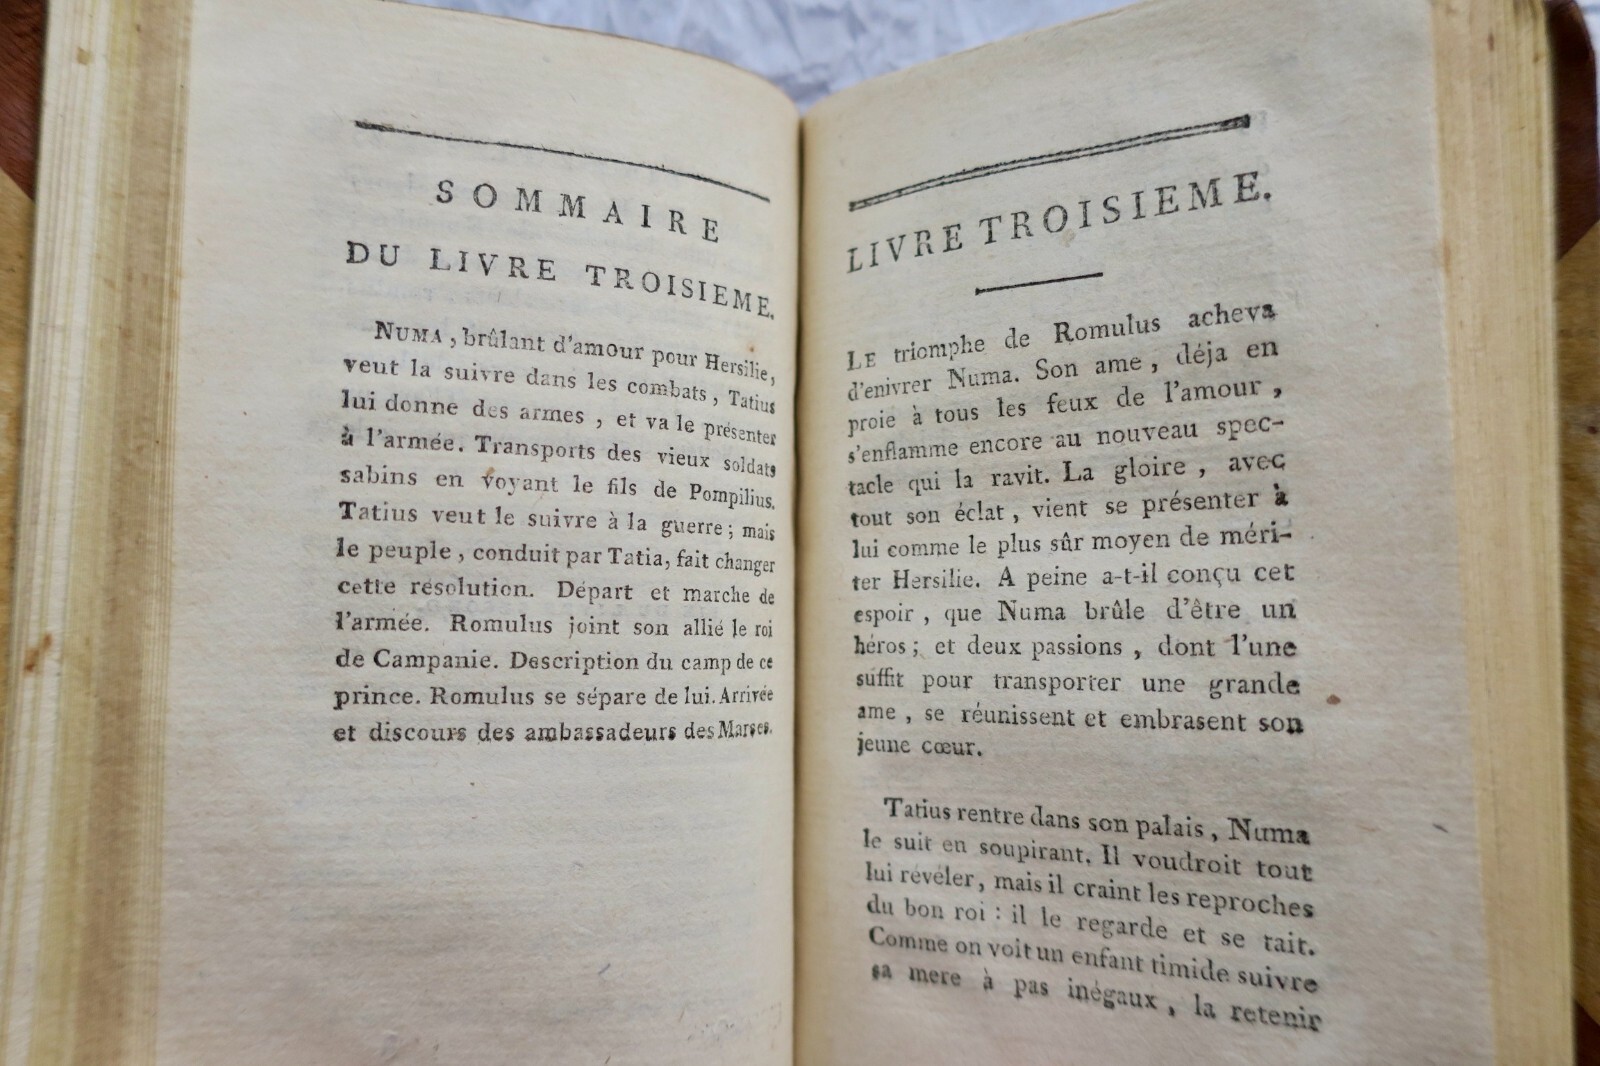 SOMMAIRE
DU LIVRE TROISIEME.
NUMA, brûlant d'amour pour Hersilie,
veut la suivre dans les combats, Tatius
lui donne des armes, et va le présenter
à l'armée. Transports des vieux soldats
sabins en voyant le fils de Pompilius.
Tatius veut le suivre à la guerre; mais
le peuple, conduit par Tatia, fait changer
cette résolution. Départ et marche de
l'armée. Romulus joint son allié le roi
de Campanie. Description du camp de ce
prince. Romulus se sépare de lui. Arrivée
et discours des ambassadeurs des Marses.
LIVRE TROISIEME.
LE triomphe de Romulus acheva
d'enivrer Numa. Son ame, déja en
proie à tous les feux de l'amour,
s'enflamme encore au nouveau spec-
tacle qui la ravit. La gloire, avec
tout son éclat, vient se présenter à
lui comme le plus sûr moyen de méri-
ter Hersilie. A peine a-t-il conçu cet
espoir, que Numa brûle d'être un
héros; et deux passions, dont l'une
suffit pour transporter une grande
ame, se réunissent et embrasent son
jeune cœur.
Tatius rentre dans son palais, Numa
le suit en soupirant. Il voudroit tout
lui révéler, mais il craint les reproches
du bon roi: il le regarde et se tait.
Comme on voit un enfant timide suivre
sa mere à pas inégaux, la retenir